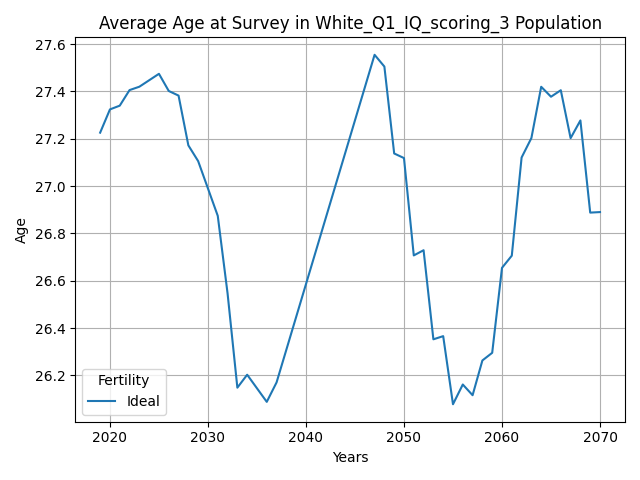 Average Age at Survey in White_Q1_IQ_scoring_3 Population
27.6
27.4
27.2
27.0
26.8
26.6
26.4
26.2
Age
Fertility
Ideal
2020 2030 2040 2050 2060 2070
Years